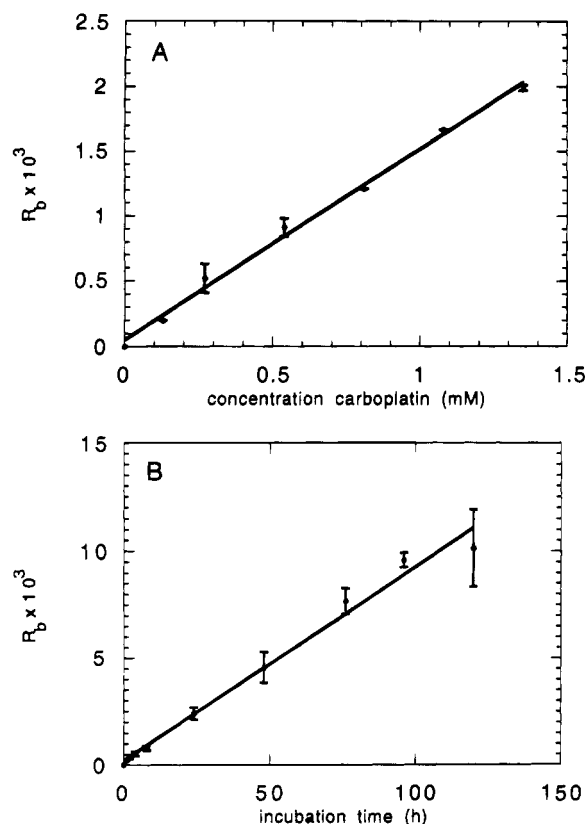 A
2.5
2
1.5
1
0.5
0
R_b x 10^3
0 0.5 1 1.5
concentration carboplatin (mM)
B
15
10
5
0
R_b x 10^3
0 50 100 150
incubation time (h)